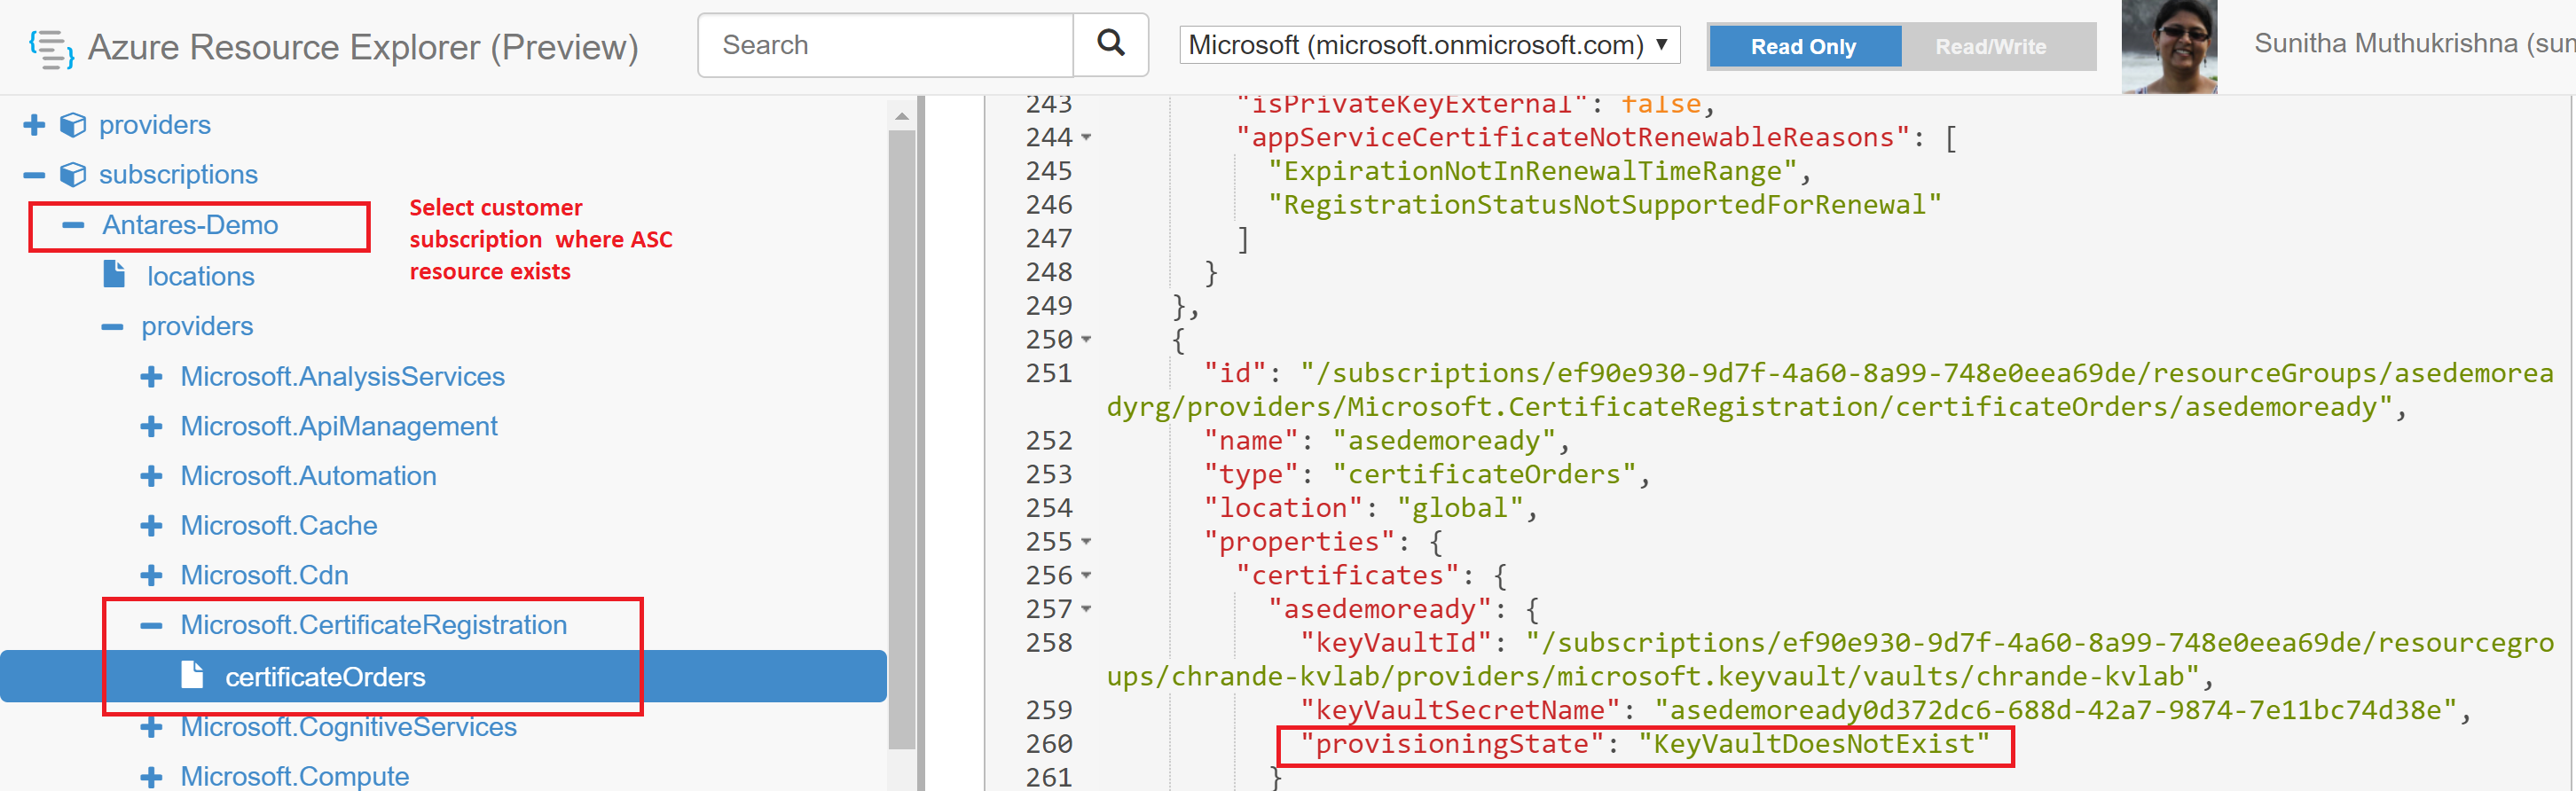 Azure Resource Explorer (Preview)
Search
Microsoft (microsoft.onmicrosoft.com)
Read Only
Read/Write
Sunitha Muthukrishna (sun
providers
subscriptions
Antares-Demo
Select customer
subscription where ASC
resource exists
locations
providers
Microsoft.AnalysisServices
Microsoft.ApiManagement
Microsoft.Automation
Microsoft.Cache
Microsoft.Cdn
Microsoft.CertificateRegistration
certificateOrders
Microsoft.CognitiveServices
Microsoft.Compute
243 "isPrivateKeyExternal": false,
244 "appServiceCertificateNotRenewableReasons": [
245 "ExpirationNotInRenewalTimeRange",
246 "RegistrationStatusNotSupportedForRenewal"
247 ]
248 }
249 },
250 {
251 "id": "/subscriptions/ef90e930-9d7f-4a60-8a99-748e0eea69de/resourceGroups/asedemorea
dyrg/providers/Microsoft.CertificateRegistration/certificateOrders/asedemoready",
252 "name": "asedemoready",
253 "type": "certificateOrders",
254 "location": "global",
255 "properties": {
256 "certificates": {
257 "asedemoready": {
258 "keyVaultId": "/subscriptions/ef90e930-9d7f-4a60-8a99-748e0eea69de/resourcegro
ups/chrande-kvlab/providers/microsoft.keyvault/vaults/chrande-kvlab",
259 "keyVaultSecretName": "asedemoready0d372dc6-688d-42a7-9874-7e11bc74d38e",
260 "provisioningState": "KeyVaultDoesNotExist"
261 }